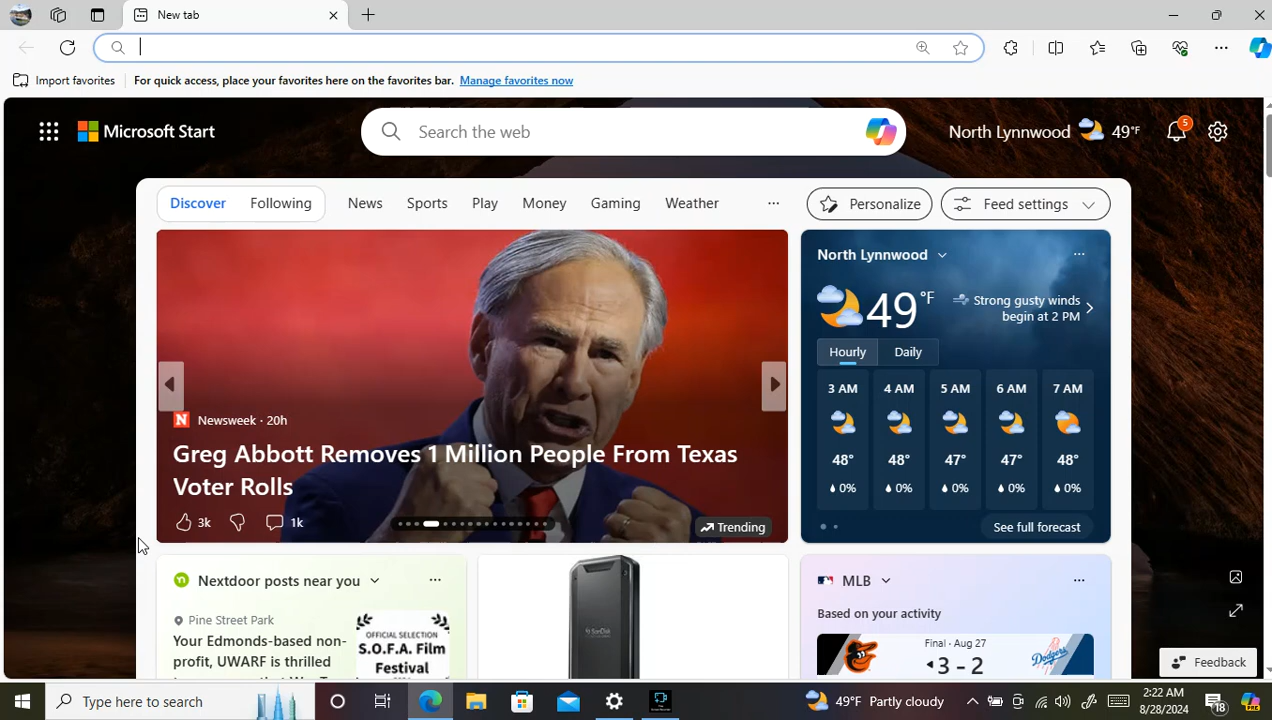 New tab
Import favorites
For quick access, place your favorites here on the favorites bar. Manage favorites now
Microsoft Start
Search the web
North Lynnwood 49°F
5
Discover Following News Sports Play Money Gaming Weather ...
Personalize
Feed settings
N Newsweek · 20h
Greg Abbott Removes 1 Million People From Texas
Voter Rolls
3k 1k
Trending
North Lynnwood
49°F
Strong gusty winds
begin at 2 PM
Hourly Daily
3 AM 4 AM 5 AM 6 AM 7 AM
48° 48° 47° 47° 48°
0% 0% 0% 0% 0%
See full forecast
Nextdoor posts near you
Pine Street Park
Your Edmonds-based non-
profit, UWARF is thrilled
OFFICIAL SELECTION
S.O.F.A. Film
Festival
SanDisk
MLB
Based on your activity
Final · Aug 27
3 - 2
Dodgers
Feedback
Type here to search
49°F Partly cloudy
2:22 AM
8/28/2024
18
PRE